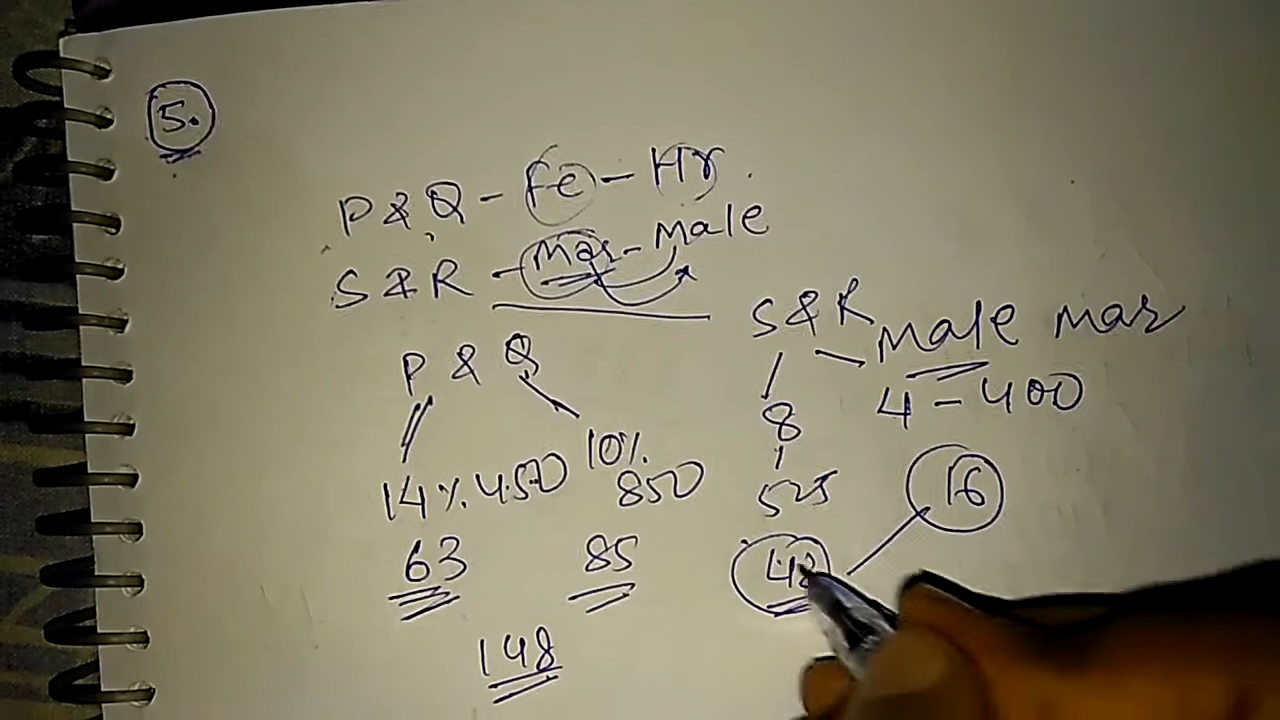 5.
P & Q - Fe - Hr.
S & R - Mar - Male
P & Q
14% 450
10% 850
63
85
148
S & R Male Mar
8
525
4 - 400
16